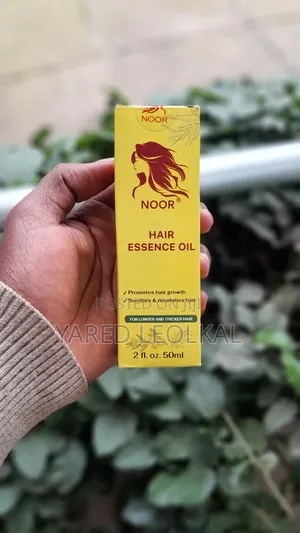 NOOR
NOOR®
HAIR
ESSENCE OIL
✓Promotes hair growth
✓Soothes & nourishes hair
POSTED ON JIJI
YARED LEOLKAL
FOR LONGER AND THICKER HAIR
2 fl. oz. 50ml